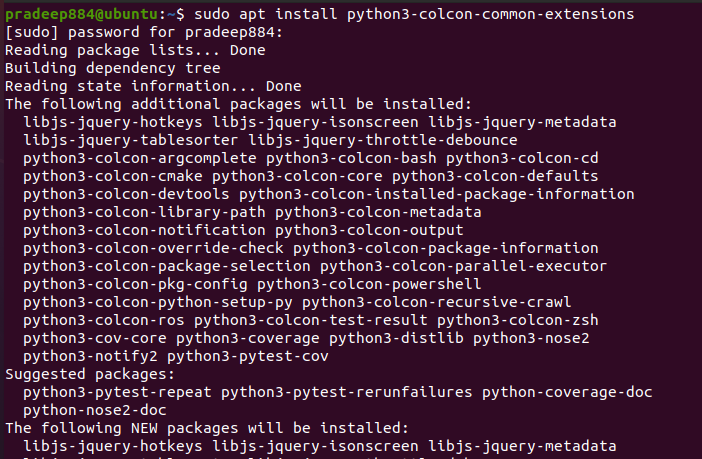 pradeep884@ubuntu:~$ sudo apt install python3-colcon-common-extensions
[sudo] password for pradeep884:
Reading package lists... Done
Building dependency tree
Reading state information... Done
The following additional packages will be installed:
libjs-jquery-hotkeys libjs-jquery-isonscreen libjs-jquery-metadata
libjs-jquery-tablesorter libjs-jquery-throttle-debounce
python3-colcon-argcomplete python3-colcon-bash python3-colcon-cd
python3-colcon-cmake python3-colcon-core python3-colcon-defaults
python3-colcon-devtools python3-colcon-installed-package-information
python3-colcon-library-path python3-colcon-metadata
python3-colcon-notification python3-colcon-output
python3-colcon-override-check python3-colcon-package-information
python3-colcon-package-selection python3-colcon-parallel-executor
python3-colcon-pkg-config python3-colcon-powershell
python3-colcon-python-setup-py python3-colcon-recursive-crawl
python3-colcon-ros python3-colcon-test-result python3-colcon-zsh
python3-cov-core python3-coverage python3-distlib python3-nose2
python3-notify2 python3-pytest-cov
Suggested packages:
python3-pytest-repeat python3-pytest-rerunfailures python-coverage-doc
python-nose2-doc
The following NEW packages will be installed:
libjs-jquery-hotkeys libjs-jquery-isonscreen libjs-jquery-metadata